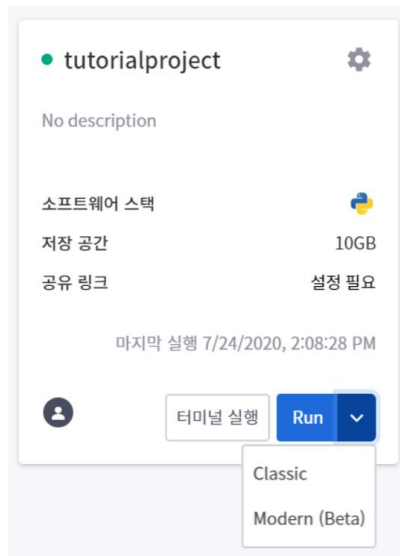 tutorialproject
No description
소프트웨어 스택
저장 공간 10GB
공유 링크 설정 필요
마지막 실행 7/24/2020, 2:08:28 PM
터미널 실행 Run
Classic
Modern (Beta)